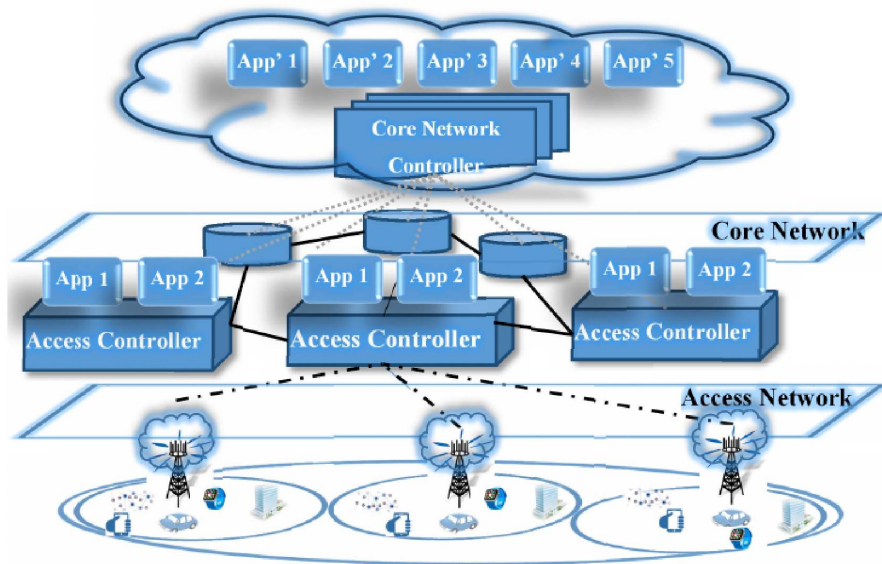 App' 1
App' 2
App' 3
App' 4
App' 5
Core Network
Controller
Core Network
App 1
App 2
App 1
App 2
App 1
App 2
Access Controller
Access Controller
Access Controller
Access Network